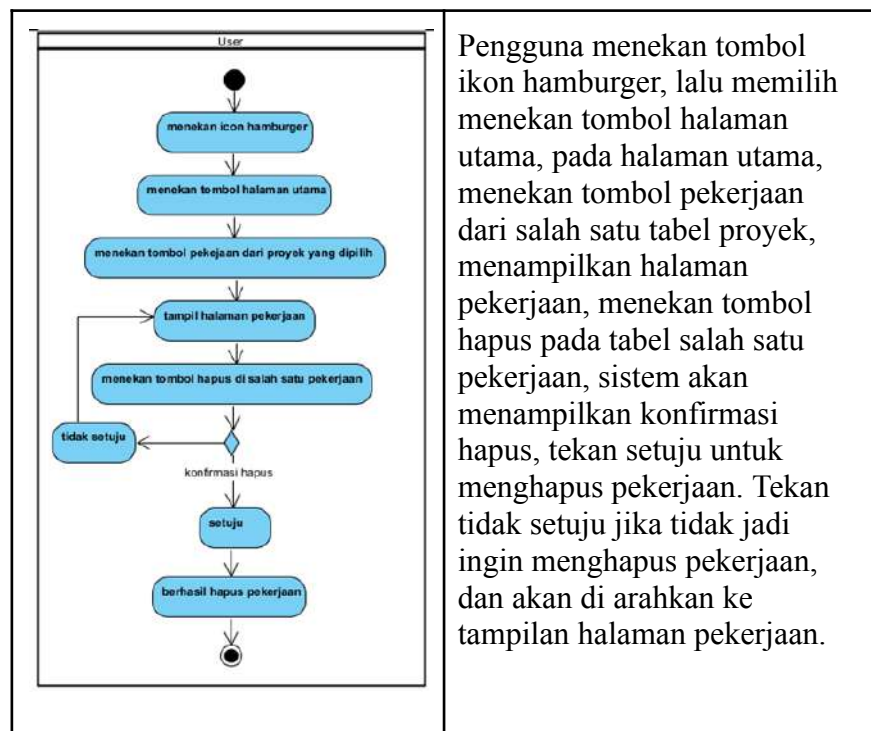 User
menekan icon hamburger
menekan tombol halaman utama
menekan tombol pekejaan dari proyek yang dipilih
tampil halaman pekerjaan
menekan tombol hapus di salah satu pekerjaan
tidak setuju
konfirmasi hapus
setuju
berhasil hapus pekerjaan
Pengguna menekan tombol
ikon hamburger, lalu memilih
menekan tombol halaman
utama, pada halaman utama,
menekan tombol pekerjaan
dari salah satu tabel proyek,
menampilkan halaman
pekerjaan, menekan tombol
hapus pada tabel salah satu
pekerjaan, sistem akan
menampilkan konfirmasi
hapus, tekan setuju untuk
menghapus pekerjaan. Tekan
tidak setuju jika tidak jadi
ingin menghapus pekerjaan,
dan akan di arahkan ke
tampilan halaman pekerjaan.